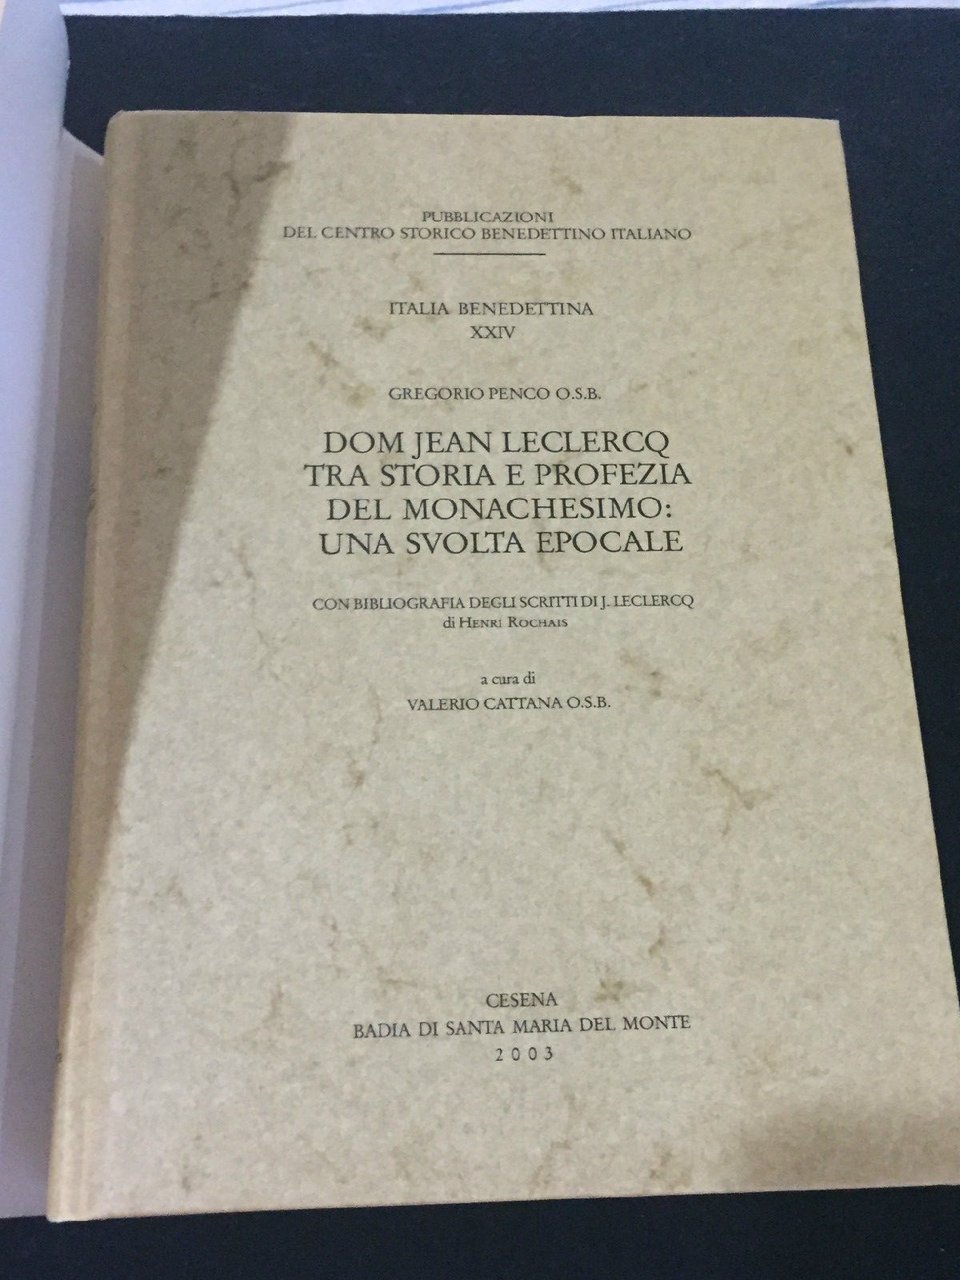 PUBBLICAZIONI
DEL CENTRO STORICO BENEDETTINO ITALIANO
ITALIA BENEDETTINA
XXIV
GREGORIO PENCO O.S.B.
DOM JEAN LECLERCQ
TRA STORIA E PROFEZIA
DEL MONACHESIMO:
UNA SVOLTA EPOCALE
CON BIBLIOGRAFIA DEGLI SCRITTI DI J. LECLERCQ
di HENRI ROCHAIS
a cura di
VALERIO CATTANA O.S.B.
CESENA
BADIA DI SANTA MARIA DEL MONTE
2003